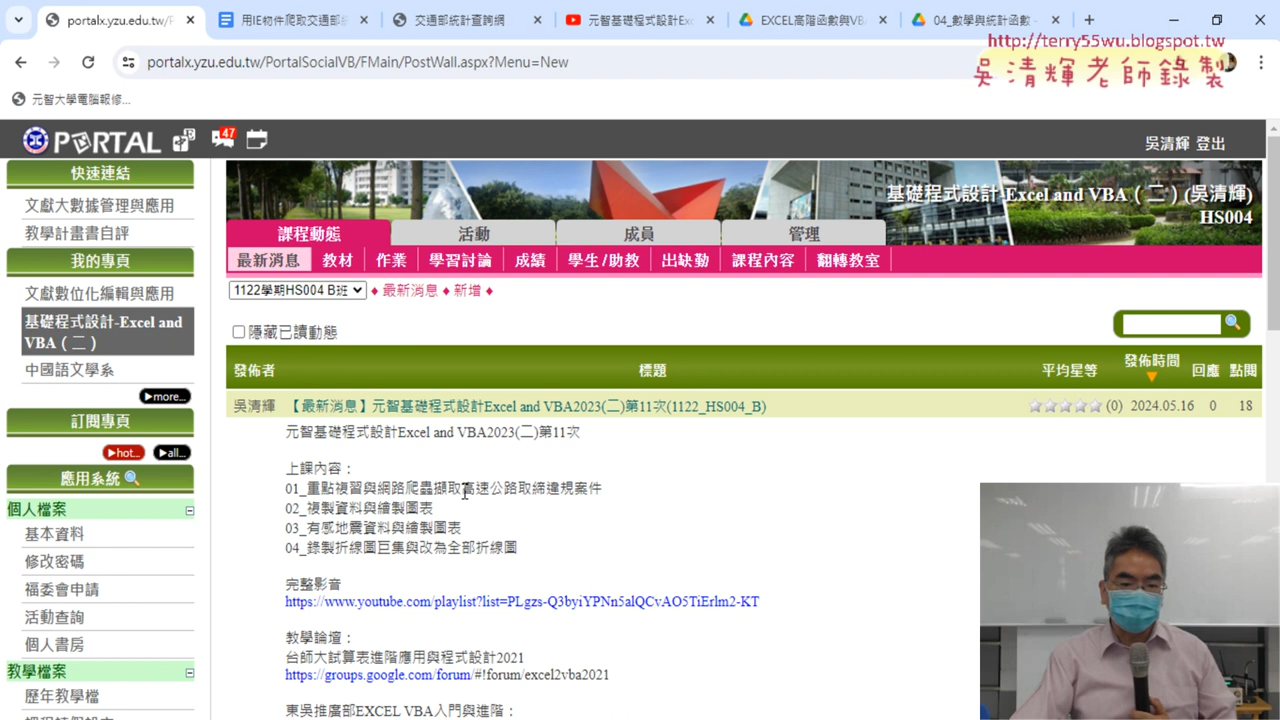 portalx.yzu.edu.tw/P
用IE物件爬取交通部
交通部統計查詢網
元智基礎程式設計Exc
EXCEL高階函數與VB
04_數學與統計函數 -
http://terry55wu.blogspot.tw
portalx.yzu.edu.tw/PortalSocialVB/FMain/PostWall.aspx?Menu=New
吳清輝老師錄製
元智大學電腦報修...
PORTAL
47
吳清輝 登出
快速連結
文獻大數據管理與應用
教學計畫書自評
我的專頁
文獻數位化編輯與應用
基礎程式設計-Excel and
VBA（二）
中國語文學系
more...
訂閱專頁
hot...
all...
應用系統
個人檔案
基本資料
修改密碼
福委會申請
活動查詢
個人書房
教學檔案
歷年教學檔
基礎程式設計-Excel and VBA（二）(吳清輝)
HS004
課程動態
活動
成員
管理
最新消息
教材
作業
學習討論
成績
學生/助教
出缺勤
課程內容
翻轉教室
1122學期HS004 B班
♦ 最新消息 ♦ 新增 ♦
隱藏已讀動態
發佈者
標題
平均星等
發佈時間
回應
點閱
吳清輝
【最新消息】元智基礎程式設計Excel and VBA2023(二)第11次(1122_HS004_B)
(0)
2024.05.16
0
18
元智基礎程式設計Excel and VBA2023(二)第11次
上課內容：
01_重點複習與網路爬蟲擷取高速公路取締違規案件
02_複製資料與繪製圖表
03_有感地震資料與繪製圖表
04_錄製折線圖巨集與改為全部折線圖
完整影音
https://www.youtube.com/playlist?list=PLgzs-Q3byiYPNn5alQCvAO5TiErlm2-KT
教學論壇：
台師大試算表進階應用與程式設計2021
https://groups.google.com/forum/#!forum/excel2vba2021
東吳推廣部EXCEL VBA入門與進階：